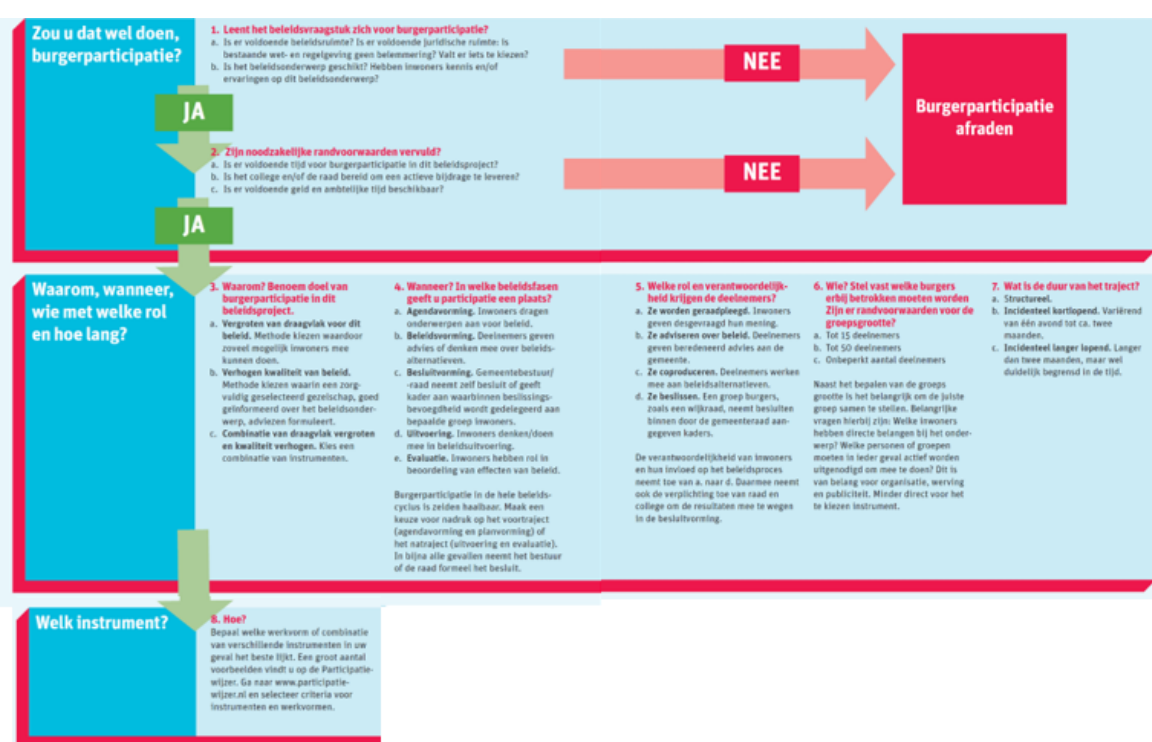 Zou u dat wel doen,
burgerparticipatie?
1. Leent het beleidsvraagstuk zich voor burgerparticipatie?
a. Is er voldoende beleidsruimte? Is er voldoende juridische ruimte: is
bestaande wet- en regelgeving geen belemmering? Valt er iets te kiezen?
b. Is het beleidsonderwerp geschikt? Hebben inwoners kennis en/of
ervaringen op dit beleidsonderwerp?
NEE
JA
Burgerparticipatie
afraden
2. Zijn noodzakelijke randvoorwaarden vervuld?
a. Is er voldoende tijd voor burgerparticipatie in dit beleidsproject?
b. Is het college en/of de raad bereid om een actieve bijdrage te leveren?
c. Is er voldoende geld en ambtelijke tijd beschikbaar?
NEE
JA
Waarom, wanneer,
wie met welke rol
en hoe lang?
3. Waarom? Benoem doel van
burgerparticipatie in dit
beleidsproject.
a. Vergroten van draagvlak voor dit
beleid. Methode kiezen waardoor
zoveel mogelijk inwoners mee
kunnen doen.
b. Verhogen kwaliteit van beleid.
Methode kiezen waarin een zorg-
vuldig geselecteerd gezelschap, goed
geïnformeerd over het beleidsonder-
werp, adviezen formuleert.
c. Combinatie van draagvlak vergroten
en kwaliteit verhogen. Kies een
combinatie van instrumenten.
4. Wanneer? In welke beleidsfasen
geeft u participatie een plaats?
a. Agendavorming. Inwoners dragen
onderwerpen aan voor beleid.
b. Beleidsvorming. Deelnemers geven
advies of denken mee over beleids-
alternatieven.
c. Besluitvorming. Gemeentebestuur/
-raad neemt zelf besluit of geeft
kader aan waarbinnen beslissings-
bevoegdheid wordt gedelegeerd aan
bepaalde groep inwoners.
d. Uitvoering. Inwoners denken/doen
mee in beleidsuitvoering.
e. Evaluatie. Inwoners hebben rol in
beoordeling van effecten van beleid.
Burgerparticipatie in de hele beleids-
cyclus is zelden haalbaar. Maak een
keuze voor nadruk op het voortraject
(agendavorming en planvorming) of
het natraject (uitvoering en evaluatie).
In bijna alle gevallen neemt het bestuur
of de raad formeel het besluit.
5. Welke rol en verantwoordelijk-
heid krijgen de deelnemers?
a. Ze worden geraadpleegd. Inwoners
geven desgevraagd hun mening.
b. Ze adviseren over beleid. Deelnemers
geven beredeneerd advies aan de
gemeente.
c. Ze coproduceren. Deelnemers werken
mee aan beleidsalternatieven.
d. Ze beslissen. Een groep burgers,
zoals een wijkraad, neemt besluiten
binnen door de gemeenteraad aan-
gegeven kaders.
De verantwoordelijkheid van inwoners
en hun invloed op het beleidsproces
neemt toe van a. naar d. Daarmee neemt
ook de verplichting toe van raad en
college om de resultaten mee te wegen
in de besluitvorming.
6. Wie? Stel vast welke burgers
erbij betrokken moeten worden
Zijn er randvoorwaarden voor de
groepsgrootte?
a. Tot 15 deelnemers
b. Tot 50 deelnemers
c. Onbeperkt aantal deelnemers
Naast het bepalen van de groeps
grootte is het belangrijk om de juiste
groep samen te stellen. Belangrijke
vragen hierbij zijn: Welke inwoners
hebben directe belangen bij het onder-
werp? Welke personen of groepen
moeten in ieder geval actief worden
uitgenodigd om mee te doen? Dit is
van belang voor organisatie, werving
en publiciteit. Minder direct voor het
te kiezen instrument.
7. Wat is de duur van het traject?
a. Structureel.
b. Incidenteel kortlopend. Variërend
van één avond tot ca. twee
maanden.
c. Incidenteel langer lopend. Langer
dan twee maanden, maar wel
duidelijk begrensd in de tijd.
Welk instrument?
8. Hoe?
Bepaal welke werkvorm of combinatie
van verschillende instrumenten in uw
geval het beste lijkt. Een groot aantal
voorbeelden vindt u op de Participatie-
wijzer. Ga naar www.participatie-
wijzer.nl en selecteer criteria voor
instrumenten en werkvormen.